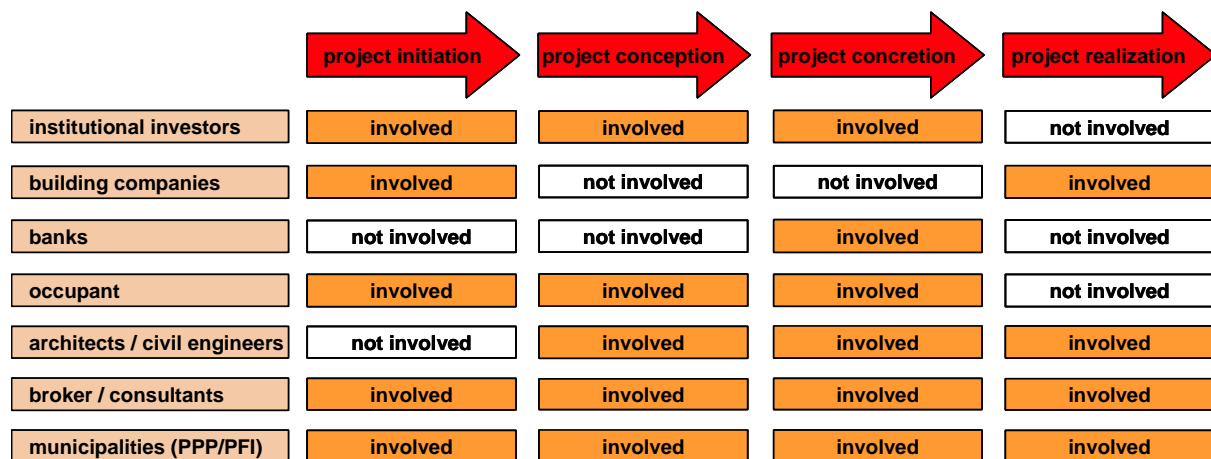 project initiation project conception project concretion project realization
institutional investors involved involved involved not involved
building companies involved not involved not involved involved
banks not involved not involved involved not involved
occupant involved involved involved not involved
architects / civil engineers not involved involved involved involved
broker / consultants involved involved involved involved
municipalities (PPP/PFI) involved involved involved involved